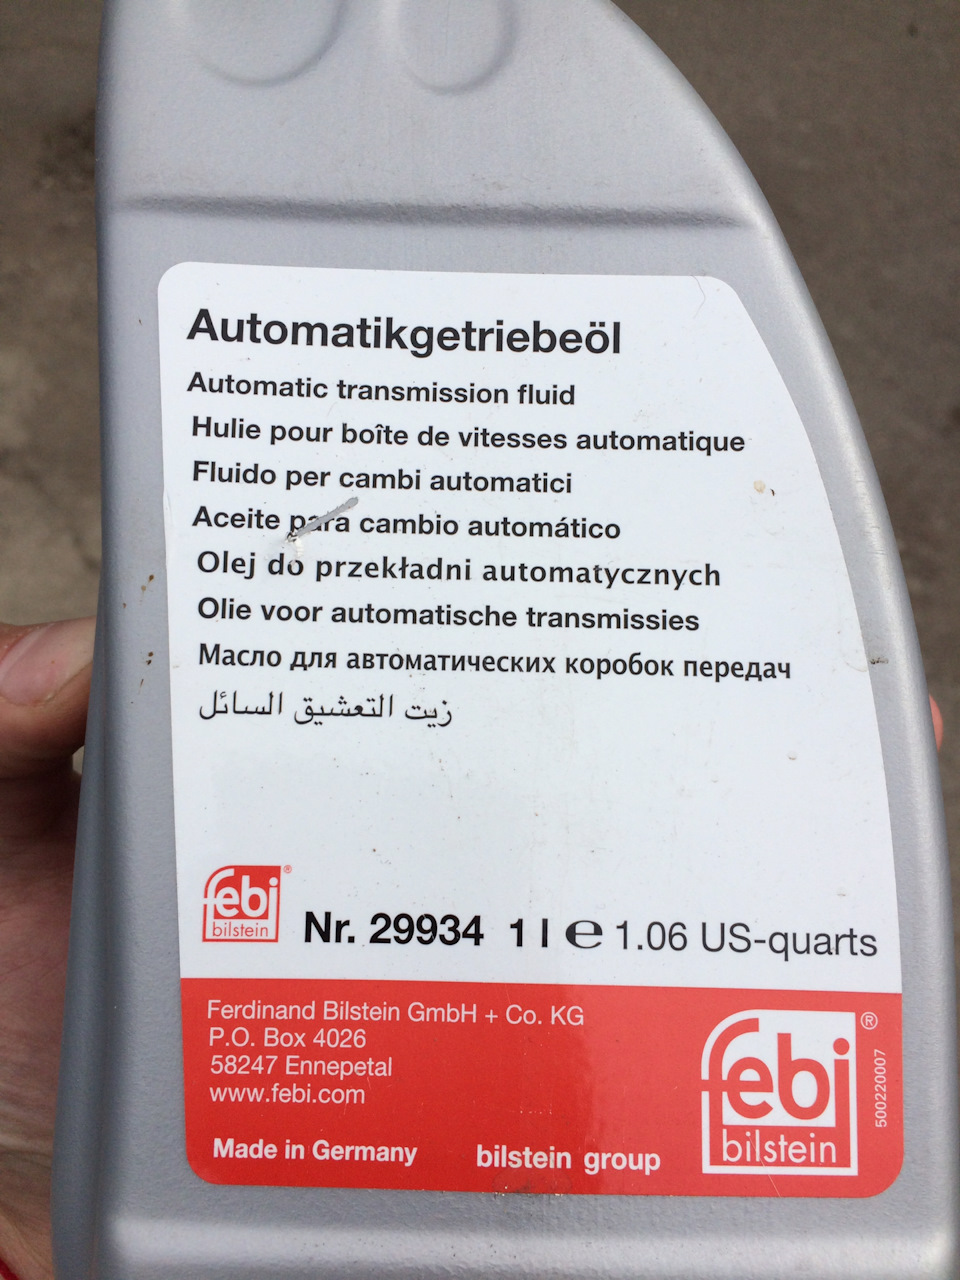 Automatikgetriebeöl
Automatic transmission fluid
Hulie pour boîte de vitesses automatique
Fluido per cambi automatici
Aceite para cambio automático
Olej do przekładni automatycznych
Olie voor automatische transmissies
Масло для автоматических коробок передач
زيت التعشيق السائل
febi®
bilstein
Nr. 29934 1 l ℮ 1.06 US-quarts
Ferdinand Bilstein GmbH + Co. KG
P.O. Box 4026
58247 Ennepetal
www.febi.com
Made in Germany
bilstein group
febi®
bilstein
500220007